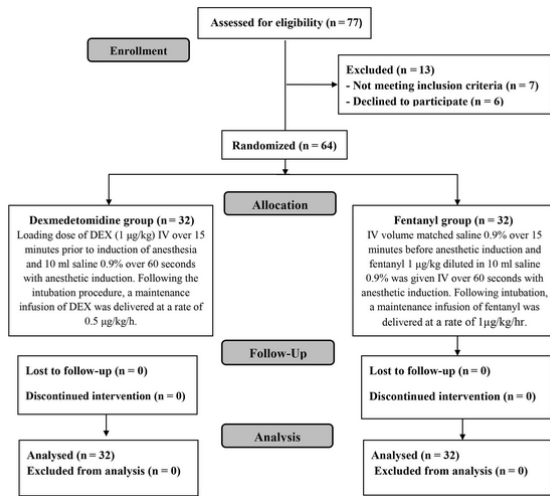 Assessed for eligibility (n = 77)
Enrollment
Excluded (n = 13)
- Not meeting inclusion criteria (n = 7)
- Declined to participate (n = 6)
Randomized (n = 64)
Allocation
Dexmedetomidine group (n = 32)
Loading dose of DEX (1 μg/kg) IV over 15
minutes prior to induction of anesthesia
and 10 ml saline 0.9% over 60 seconds
with anesthetic induction. Following the
intubation procedure, a maintenance
infusion of DEX was delivered at a rate of
0.5 μg/kg/h.
Fentanyl group (n = 32)
IV volume matched saline 0.9% over 15
minutes before anesthetic induction and
fentanyl 1 μg/kg diluted in 10 ml saline
0.9% was given IV over 60 seconds with
anesthetic induction. Following intubation,
a maintenance infusion of fentanyl was
delivered at a rate of 1μg/kg/hr.
Follow-Up
Lost to follow-up (n = 0)
Discontinued intervention (n = 0)
Lost to follow-up (n = 0)
Discontinued intervention (n = 0)
Analysis
Analysed (n = 32)
Excluded from analysis (n = 0)
Analysed (n = 32)
Excluded from analysis (n = 0)